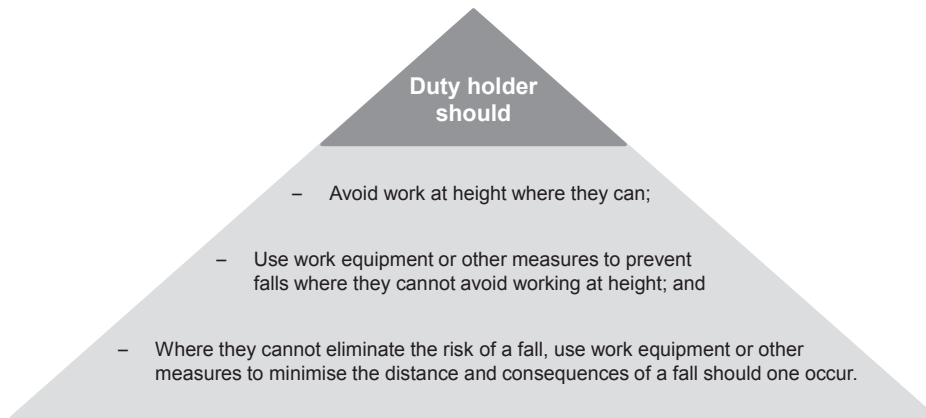 Duty holder
should
– Avoid work at height where they can;
– Use work equipment or other measures to prevent
falls where they cannot avoid working at height; and
– Where they cannot eliminate the risk of a fall, use work equipment or other
measures to minimise the distance and consequences of a fall should one occur.